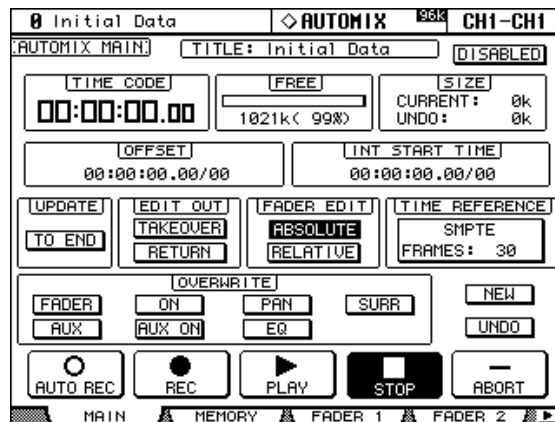 0 Initial Data ◇AUTOMIX 96K CH1-CH1
AUTOMIX MAIN TITLE: Initial Data DISABLED
TIME CODE FREE SIZE
00:00:00.00 1021k( 99%) CURRENT: 0k
UNDO: 0k
OFFSET INT START TIME
00:00:00.00/00 00:00:00.00/00
UPDATE EDIT OUT FADER EDIT TIME REFERENCE
TO END TAKEOVER ABSOLUTE SMPTE
RETURN RELATIVE FRAMES: 30
OVERWRITE
FADER ON PAN SURR NEW
AUX AUX ON EQ UNDO
AUTO REC REC PLAY STOP ABORT
MAIN MEMORY FADER 1 FADER 2